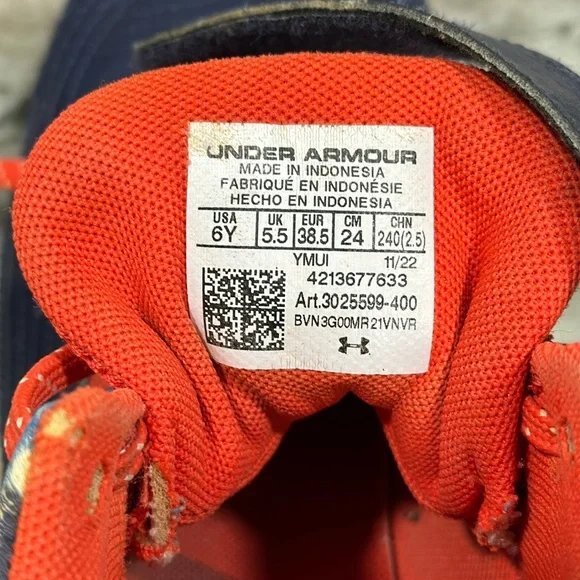 UNDER ARMOUR
MADE IN INDONESIA
FABRIQUÉ EN INDONÉSIE
HECHO EN INDONESIA
USA UK EUR CM CHN
6Y 5.5 38.5 24 240(2.5)
YMUI 11/22
4213677633
Art.3025599-400
BVN3G00MR21VNVR